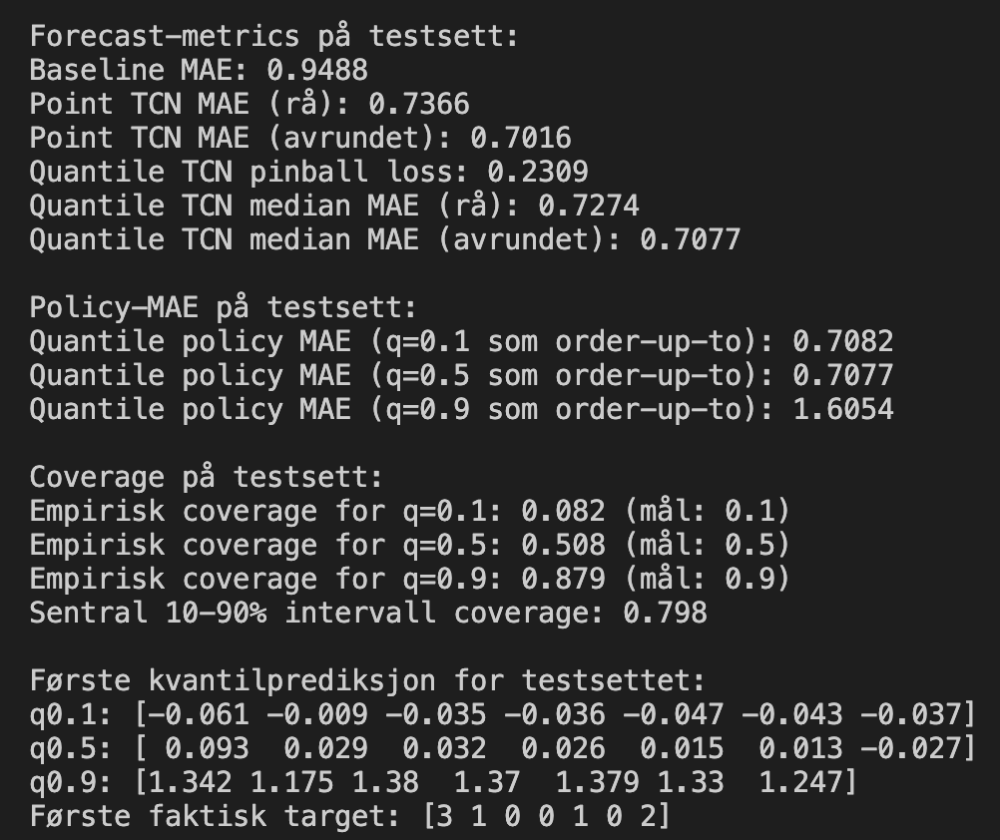 Forecast-metrics på testsett:
Baseline MAE: 0.9488
Point TCN MAE (rå): 0.7366
Point TCN MAE (avrundet): 0.7016
Quantile TCN pinball loss: 0.2309
Quantile TCN median MAE (rå): 0.7274
Quantile TCN median MAE (avrundet): 0.7077
Policy-MAE på testsett:
Quantile policy MAE (q=0.1 som order-up-to): 0.7082
Quantile policy MAE (q=0.5 som order-up-to): 0.7077
Quantile policy MAE (q=0.9 som order-up-to): 1.6054
Coverage på testsett:
Empirisk coverage for q=0.1: 0.082 (mål: 0.1)
Empirisk coverage for q=0.5: 0.508 (mål: 0.5)
Empirisk coverage for q=0.9: 0.879 (mål: 0.9)
Sentral 10-90% intervall coverage: 0.798
Første kvantilprediksjon for testsettet:
q0.1: [-0.061 -0.009 -0.035 -0.036 -0.047 -0.043 -0.037]
q0.5: [ 0.093  0.029  0.032  0.026  0.015  0.013 -0.027]
q0.9: [1.342 1.175 1.38  1.37  1.379 1.33  1.247]
Første faktisk target: [3 1 0 0 1 0 2]